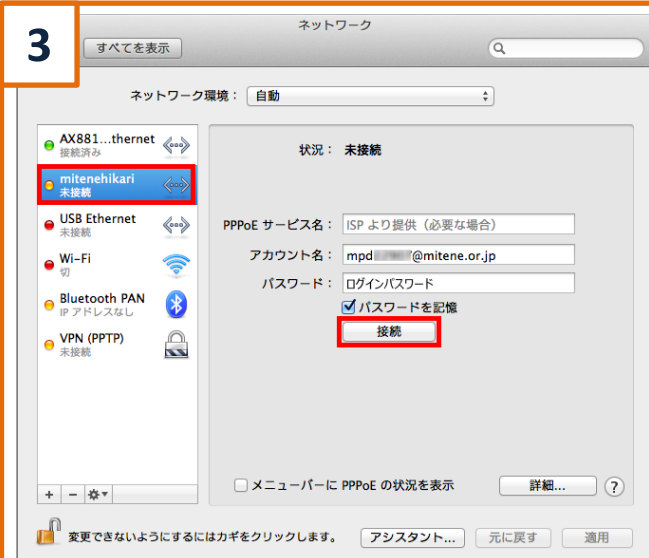 3
ネットワーク
すべてを表示
ネットワーク環境： 自動
AX881...thernet
接続済み
mitenehikari
未接続
USB Ethernet
未接続
Wi-Fi
切
Bluetooth PAN
IP アドレスなし
VPN (PPTP)
未接続
状況： 未接続
PPPoE サービス名： ISP より提供（必要な場合）
アカウント名： mpd @mitene.or.jp
パスワード： ログインパスワード
パスワードを記憶
接続
メニューバーに PPPoE の状況を表示
詳細...
?
+ −
変更できないようにするにはカギをクリックします。
アシスタント...
元に戻す
適用